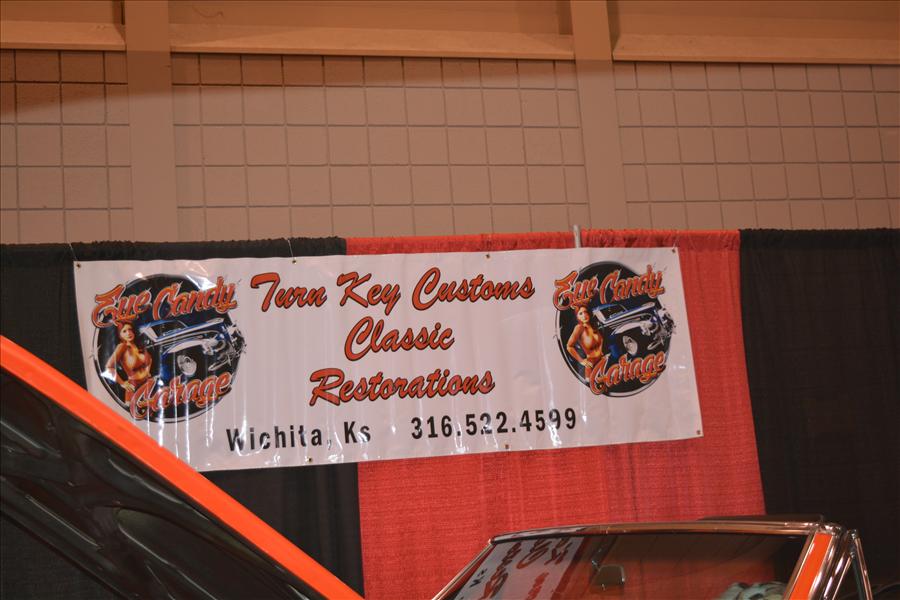 Eye Candy
Garage
Turn Key Customs
Classic
Restorations
Wichita, Ks 316.522.4599
Eye Candy
Garage